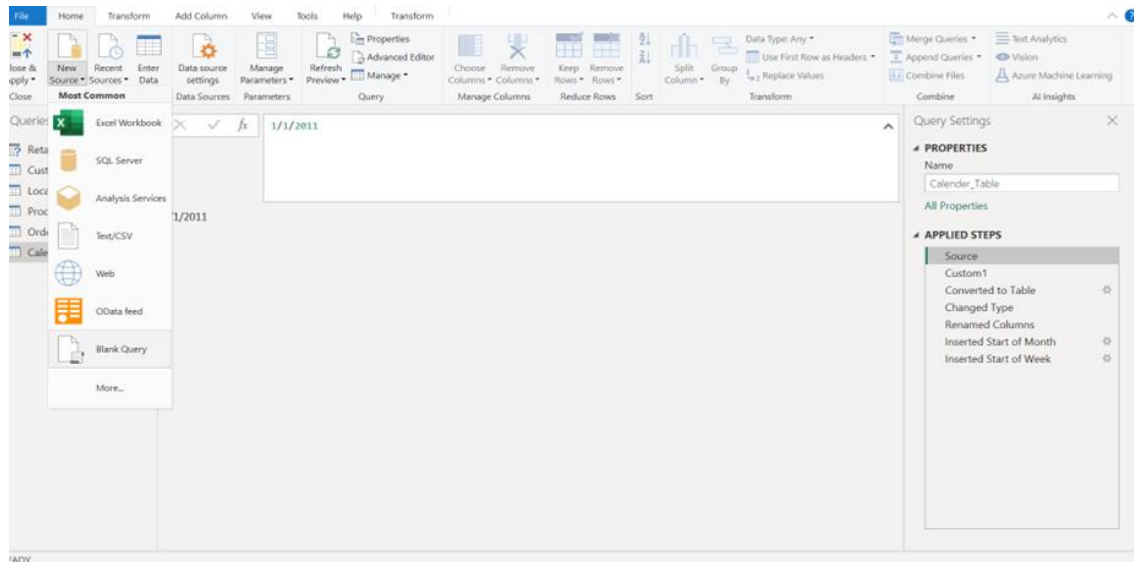 File Home Transform Add Column View Tools Help Transform
New Source Recent Sources Enter Data
Data source settings
Manage Parameters
Refresh Preview
Properties
Advanced Editor
Manage
Choose Columns Remove Columns
Keep Rows Remove Rows
Split Column Group By
Data Type: Any
Use First Row as Headers
Replace Values
Merge Queries
Append Queries
Combine Files
Text Analytics
Vision
Azure Machine Learning
Close Most Common Data Sources Parameters Query Manage Columns Reduce Rows Sort Transform Combine AI Insights
Excel Workbook
SQL Server
Analysis Services
Text/CSV
Web
OData feed
Blank Query
More...
fx 1/1/2011
1/2011
Query Settings
PROPERTIES
Name
Calender_Table
All Properties
APPLIED STEPS
Source
Custom1
Converted to Table
Changed Type
Renamed Columns
Inserted Start of Month
Inserted Start of Week